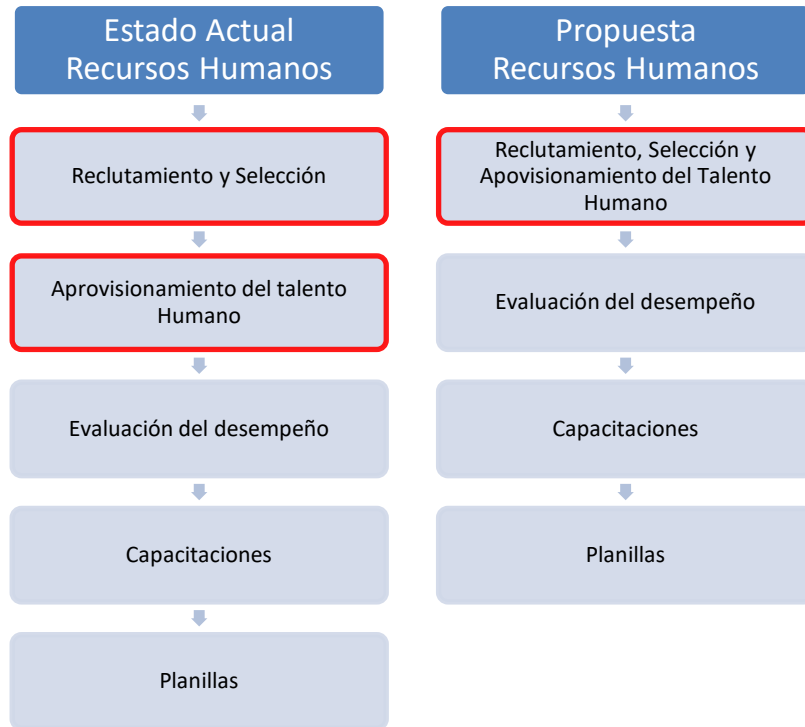 Estado Actual
Recursos Humanos
Reclutamiento y Selección
Aprovisionamiento del talento
Humano
Evaluación del desempeño
Capacitaciones
Planillas
Propuesta
Recursos Humanos
Reclutamiento, Selección y
Apovisionamiento del Talento
Humano
Evaluación del desempeño
Capacitaciones
Planillas